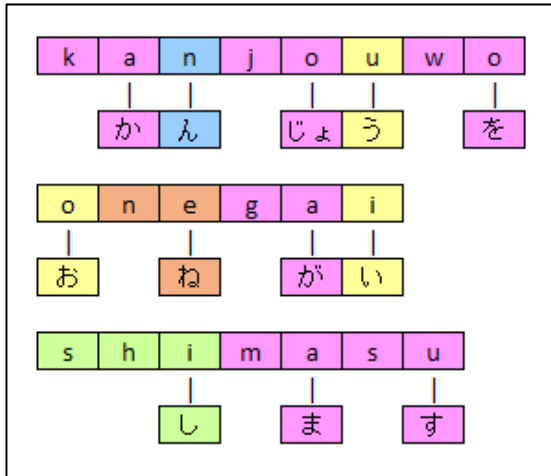 k a n j o u w o
か ん じょ う を
o n e g a i
お ね が い
s h i m a s u
し ま す